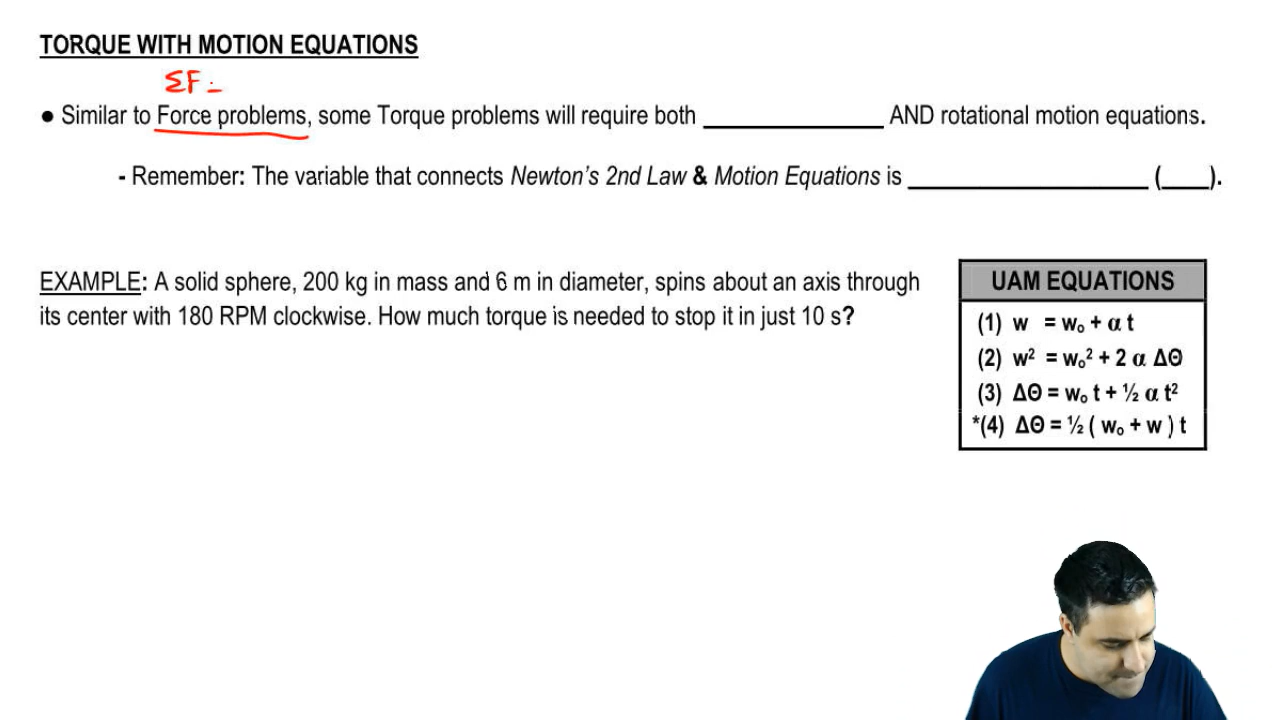 TORQUE WITH MOTION EQUATIONS
ΣF =
● Similar to Force problems, some Torque problems will require both _______________ AND rotational motion equations.
- Remember: The variable that connects Newton's 2nd Law & Motion Equations is ____________________ (____).
EXAMPLE: A solid sphere, 200 kg in mass and 6 m in diameter, spins about an axis through
its center with 180 RPM clockwise. How much torque is needed to stop it in just 10 s?
UAM EQUATIONS
(1) w = wₒ + α t
(2) w² = wₒ² + 2 α ΔΘ
(3) ΔΘ = wₒ t + ½ α t²
*(4) ΔΘ = ½ ( wₒ + w ) t